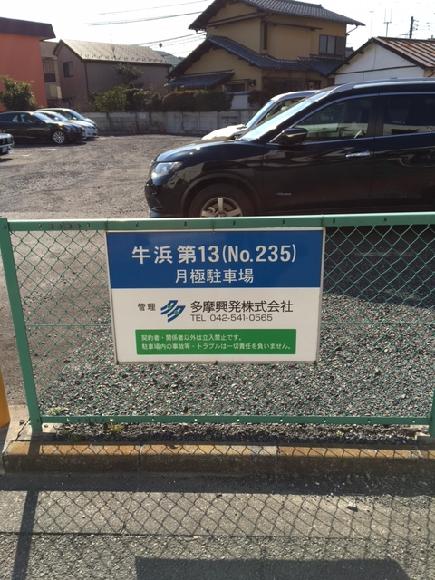 牛浜 第13(No.235)
月極駐車場
管理 多摩興発株式会社
TEL 042-541-0565
契約者・関係者以外は立入禁止です。
駐車場内の事故等・トラブルは一切責任を負いません。